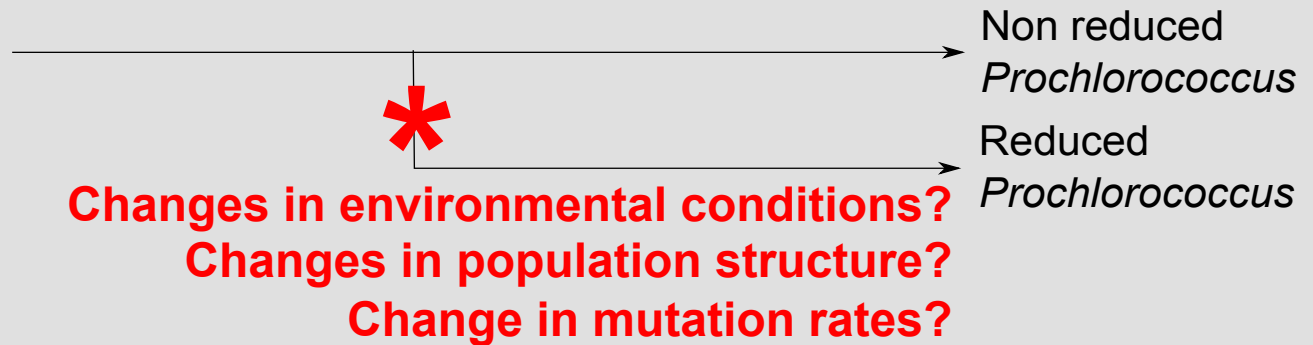 Non reduced
Prochlorococcus
*
Reduced
Prochlorococcus
Changes in environmental conditions?
Changes in population structure?
Change in mutation rates?